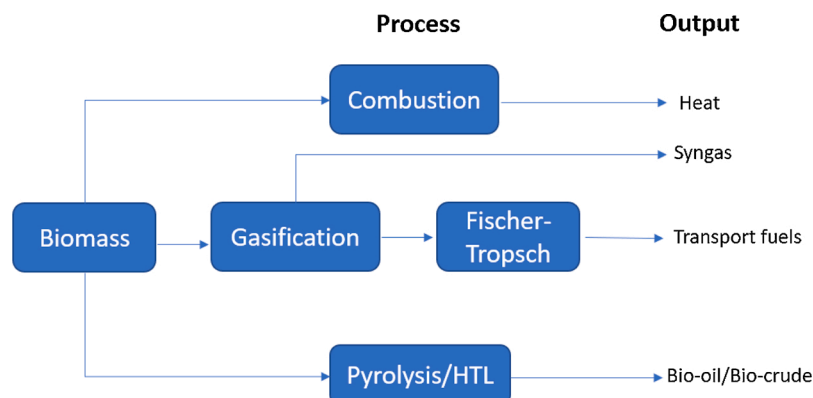 Process Output
Combustion
Heat
Syngas
Biomass
Gasification
Fischer-
Tropsch
Transport fuels
Pyrolysis/HTL
Bio-oil/Bio-crude